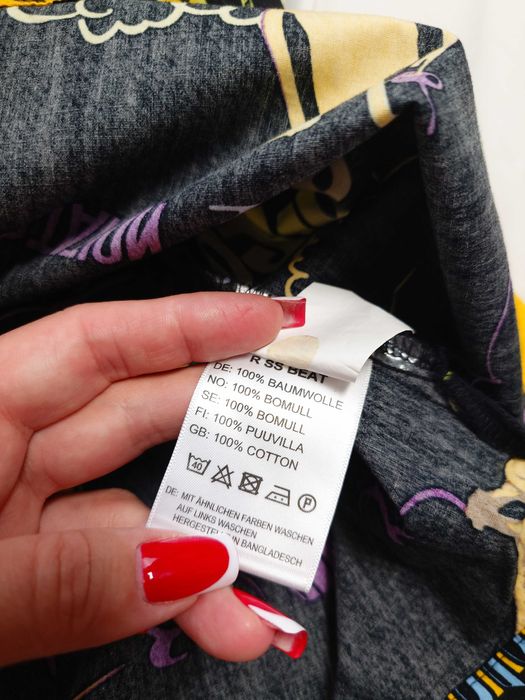 R SS BEAT
DE: 100% BAUMWOLLE
NO: 100% BOMULL
SE: 100% BOMULL
FI: 100% PUUVILLA
GB: 100% COTTON
40 P
DE: MIT ÄHNLICHEN FARBEN WASCHEN
AUF LINKS WASCHEN
HERGESTELLT IN BANGLADESCH